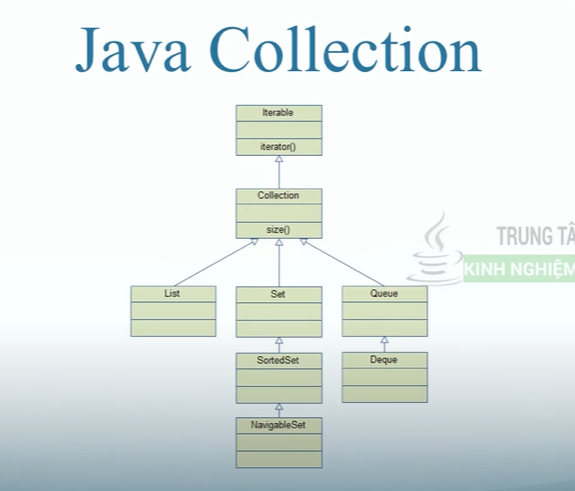 Java Collection
Iterable
iterator()
Collection
size()
TRUNG TÂ
KINH NGHIỆM
List
Set
Queue
SortedSet
Deque
NavigableSet